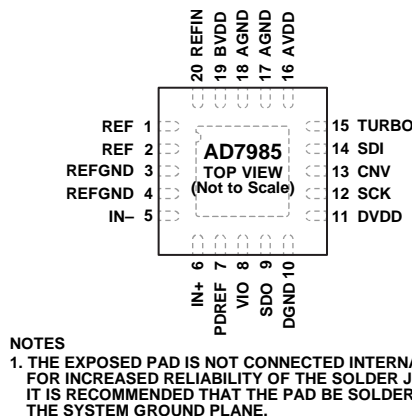 20 REFIN
19 BVDD
18 AGND
17 AGND
16 AVDD
REF 1
REF 2
REFGND 3
REFGND 4
IN– 5
AD7985
TOP VIEW
(Not to Scale)
15 TURBO
14 SDI
13 CNV
12 SCK
11 DVDD
IN+ 6
PDREF 7
VIO 8
SDO 9
DGND 10
NOTES
1. THE EXPOSED PAD IS NOT CONNECTED
FOR INCREASED RELIABILITY OF THE SOLDER
IT IS RECOMMENDED THAT THE PAD BE
THE SYSTEM GROUND PLANE.